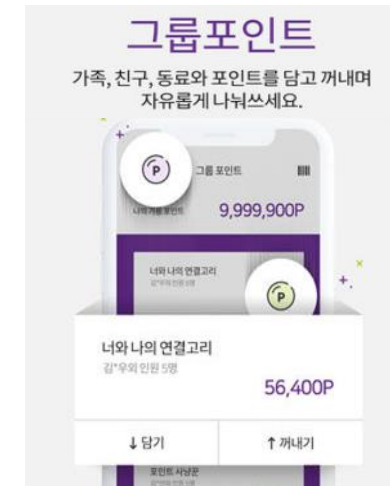 그룹포인트
가족, 친구, 동료와 포인트를 담고 꺼내며
자유롭게 나눠쓰세요.
P
그룹 포인트
9,999,900P
너와 나의 연결고리
P
너와 나의 연결고리
김*우외 인원 5명
56,400P
↓ 담기
↑ 꺼내기
포인트 사냥꾼